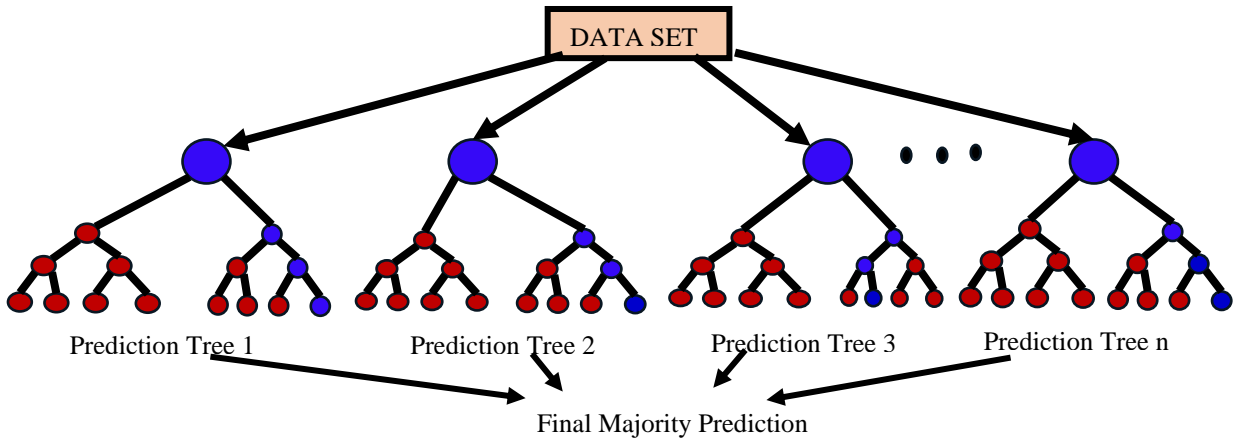 DATA SET
Prediction Tree 1
Prediction Tree 2
Prediction Tree 3
Prediction Tree n
Final Majority Prediction